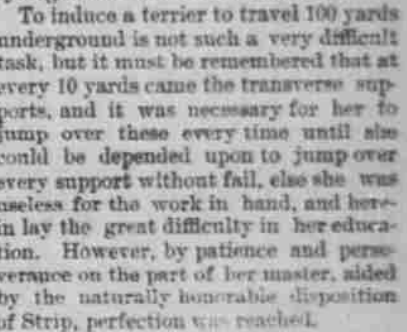 To induce a terrier to travel 100 yards
underground is not such a very difficult
task, but it must be remembered that at
every 10 yards came the transverse sup-
ports, and it was necessary for her to
jump over these every time until she
could be depended upon to jump over
every support without fail, else she was
useless for the work in hand, and here-
in lay the great difficulty in her educa-
tion. However, by patience and perse-
verance on the part of her master, aided
by the naturally honorable disposition
of Strip, perfection was reached.